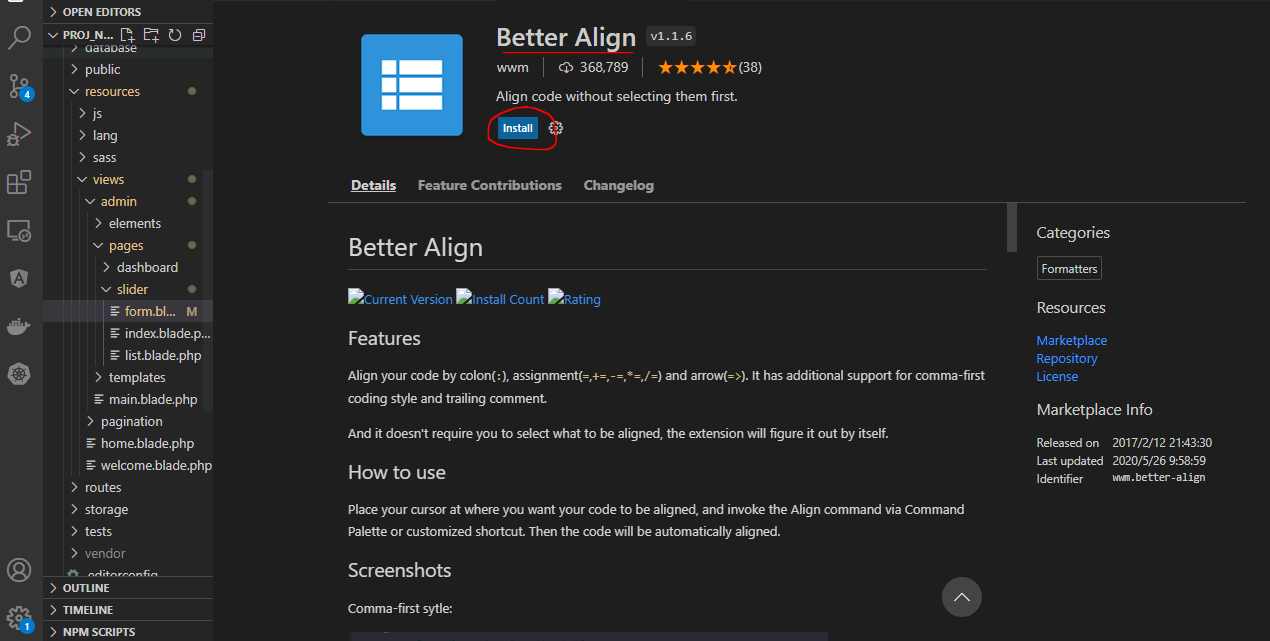 OPEN EDITORS
PROJ_N...
database
public
resources
js
lang
sass
views
admin
elements
pages
dashboard
slider
form.bl... M
index.blade.p...
list.blade.php
templates
main.blade.php
pagination
home.blade.php
welcome.blade.php
routes
storage
tests
vendor
.editorconfig
OUTLINE
TIMELINE
NPM SCRIPTS
4
1
Better Align v1.1.6
wwm 368,789 (38)
Align code without selecting them first.
Install
Details Feature Contributions Changelog
Better Align
Current Version Install Count Rating
Features
Align your code by colon(:), assignment(=,+=,-=,*=,/=) and arrow(=>). It has additional support for comma-first
coding style and trailing comment.
And it doesn't require you to select what to be aligned, the extension will figure it out by itself.
How to use
Place your cursor at where you want your code to be aligned, and invoke the Align command via Command
Palette or customized shortcut. Then the code will be automatically aligned.
Screenshots
Comma-first sytle:
Categories
Formatters
Resources
Marketplace
Repository
License
Marketplace Info
Released on 2017/2/12 21:43:30
Last updated 2020/5/26 9:58:59
Identifier wwm.better-align